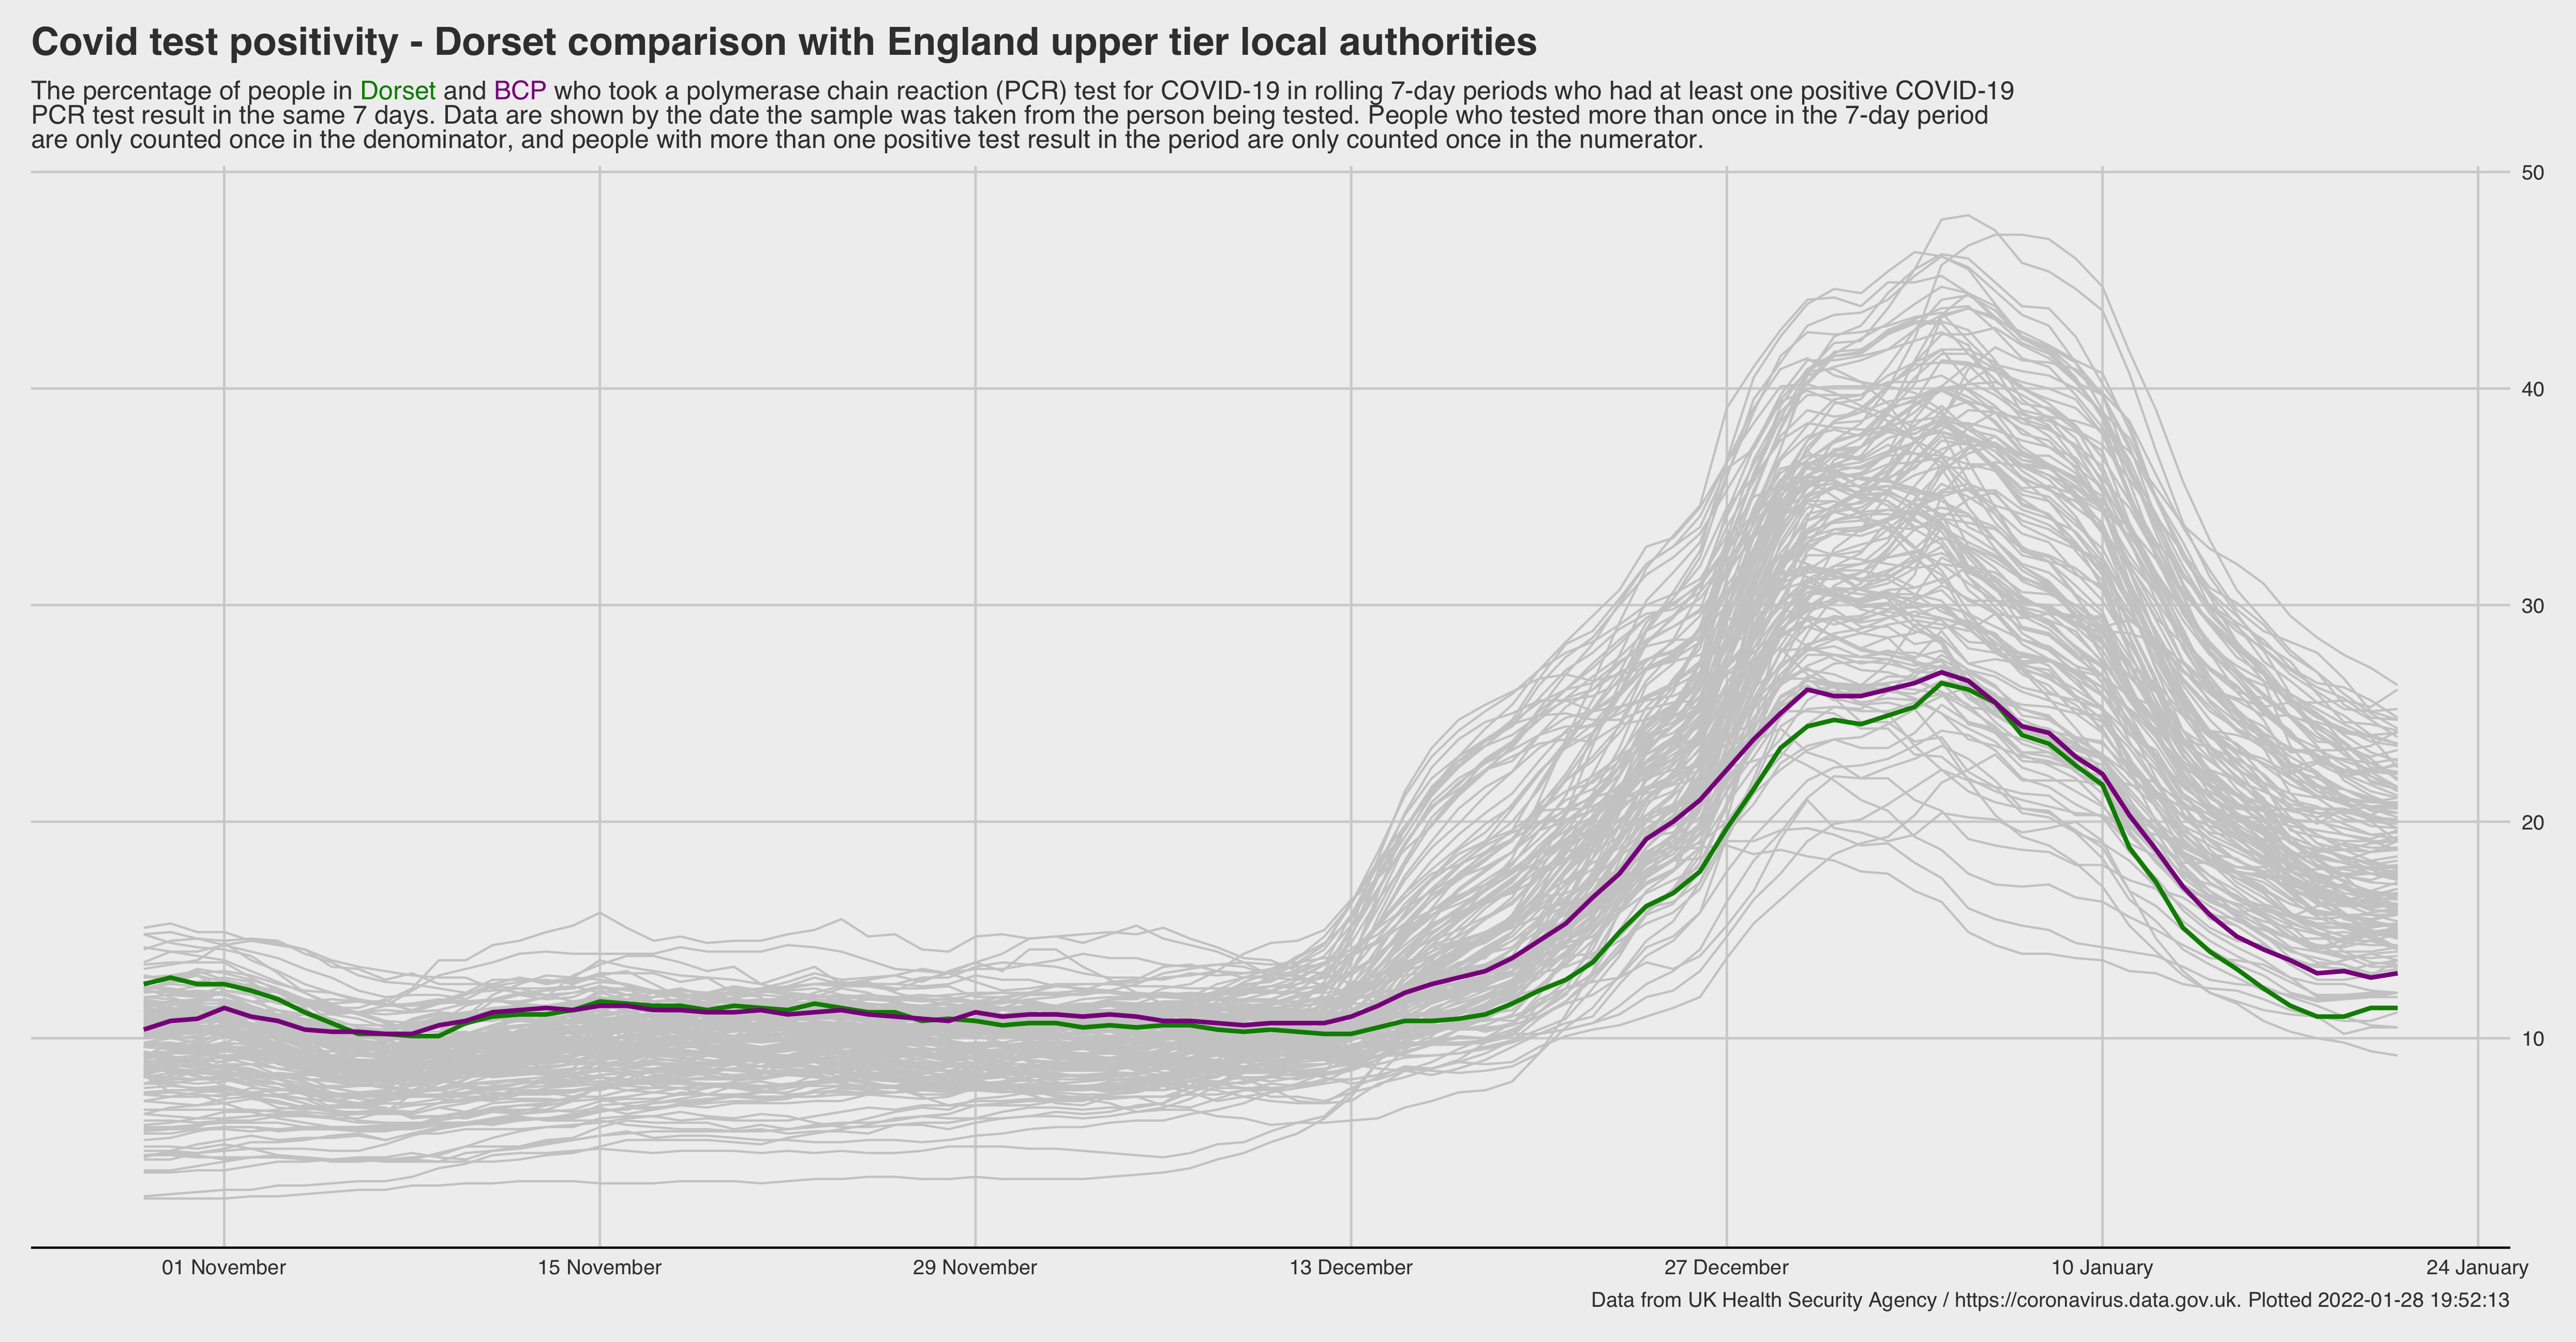 Covid test positivity - Dorset comparison with England upper tier local authorities
The percentage of people in Dorset and BCP who took a polymerase chain reaction (PCR) test for COVID-19 in rolling 7-day periods who had at least one positive COVID-19
PCR test result in the same 7 days. Data are shown by the date the sample was taken from the person being tested. People who tested more than once in the 7-day period
are only counted once in the denominator, and people with more than one positive test result in the period are only counted once in the numerator.
50
40
30
20
10
01 November
15 November
29 November
13 December
27 December
10 January
24 January
Data from UK Health Security Agency / https://coronavirus.data.gov.uk. Plotted 2022-01-28 19:52:13